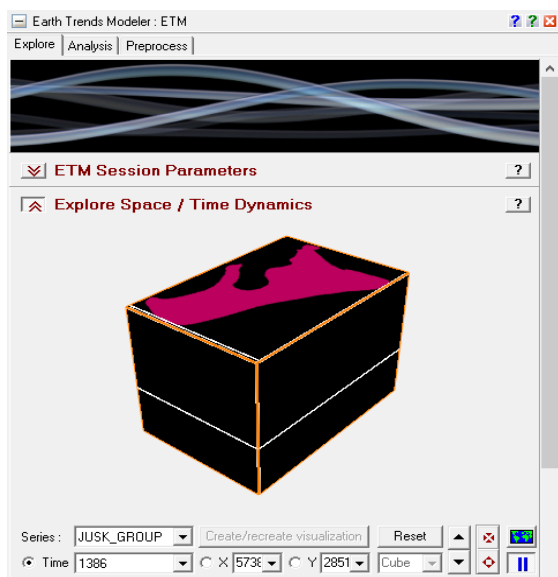 Earth Trends Modeler : ETM ? ?
Explore Analysis Preprocess
ETM Session Parameters ?
Explore Space / Time Dynamics ?
Series : JUSK_GROUP Create/recreate visualization Reset
Time 1386 X 5738 Y 2851 Cube